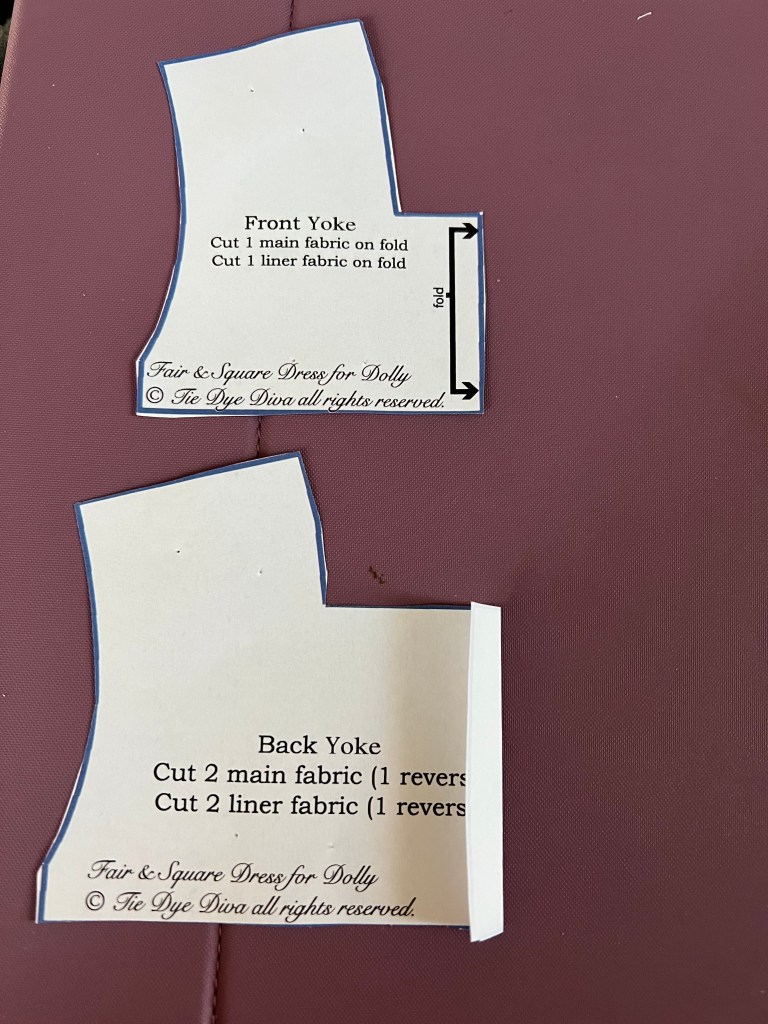 Front Yoke
Cut 1 main fabric on fold
Cut 1 liner fabric on fold
fold
Fair & Square Dress for Dolly
© Tie Dye Diva all rights reserved.
Back Yoke
Cut 2 main fabric (1 revers
Cut 2 liner fabric (1 revers
Fair & Square Dress for Dolly
© Tie Dye Diva all rights reserved.